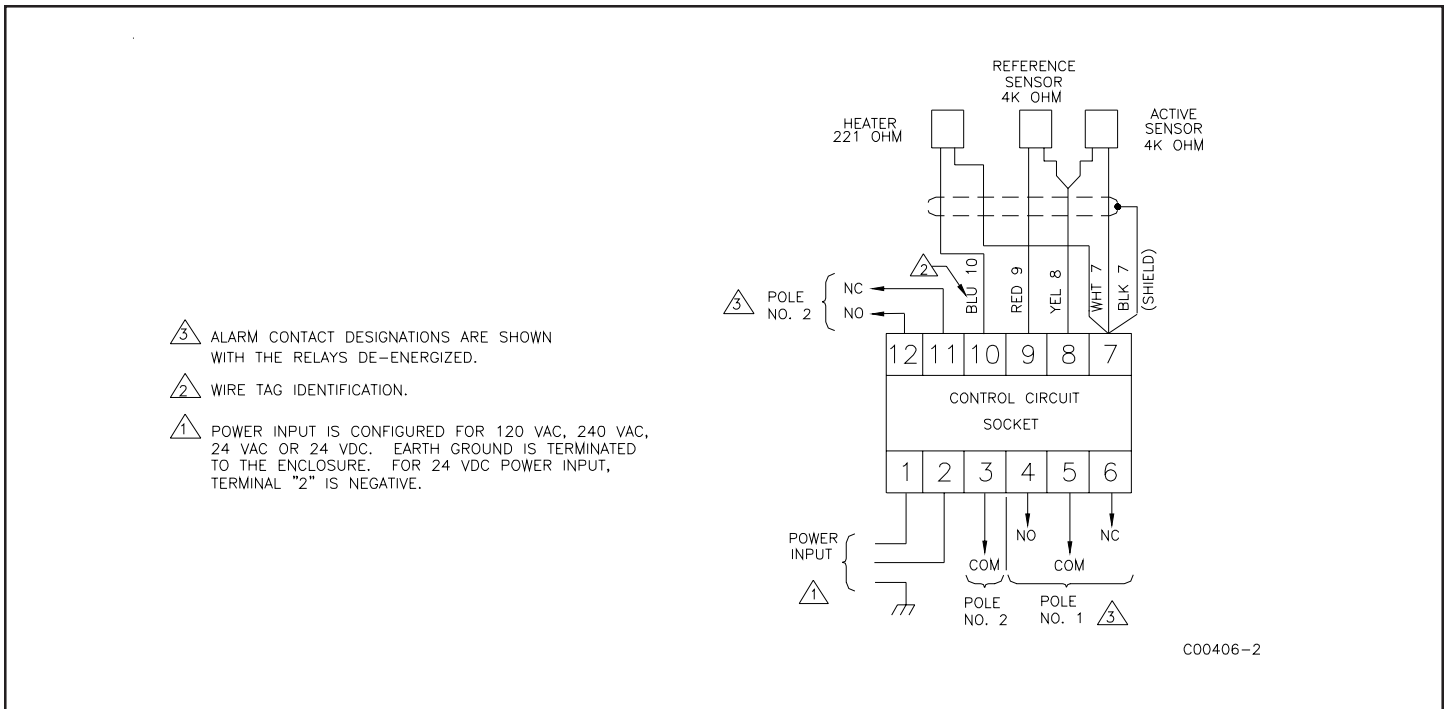 REFERENCE
SENSOR
4K OHM
HEATER
221 OHM
ACTIVE
SENSOR
4K OHM
2
BLU 10
RED 9
YEL 8
WHT 7
BLK 7
(SHIELD)
3
POLE
NO. 2
NC
NO
12 11 10 9 8 7
CONTROL CIRCUIT
SOCKET
1 2 3 4 5 6
POWER
INPUT
1
NO
NC
COM
COM
POLE
NO. 2
POLE
NO. 1
3
3 ALARM CONTACT DESIGNATIONS ARE SHOWN
WITH THE RELAYS DE-ENERGIZED.
2 WIRE TAG IDENTIFICATION.
1 POWER INPUT IS CONFIGURED FOR 120 VAC, 240 VAC,
24 VAC OR 24 VDC. EARTH GROUND IS TERMINATED
TO THE ENCLOSURE. FOR 24 VDC POWER INPUT,
TERMINAL "2" IS NEGATIVE.
C00406-2